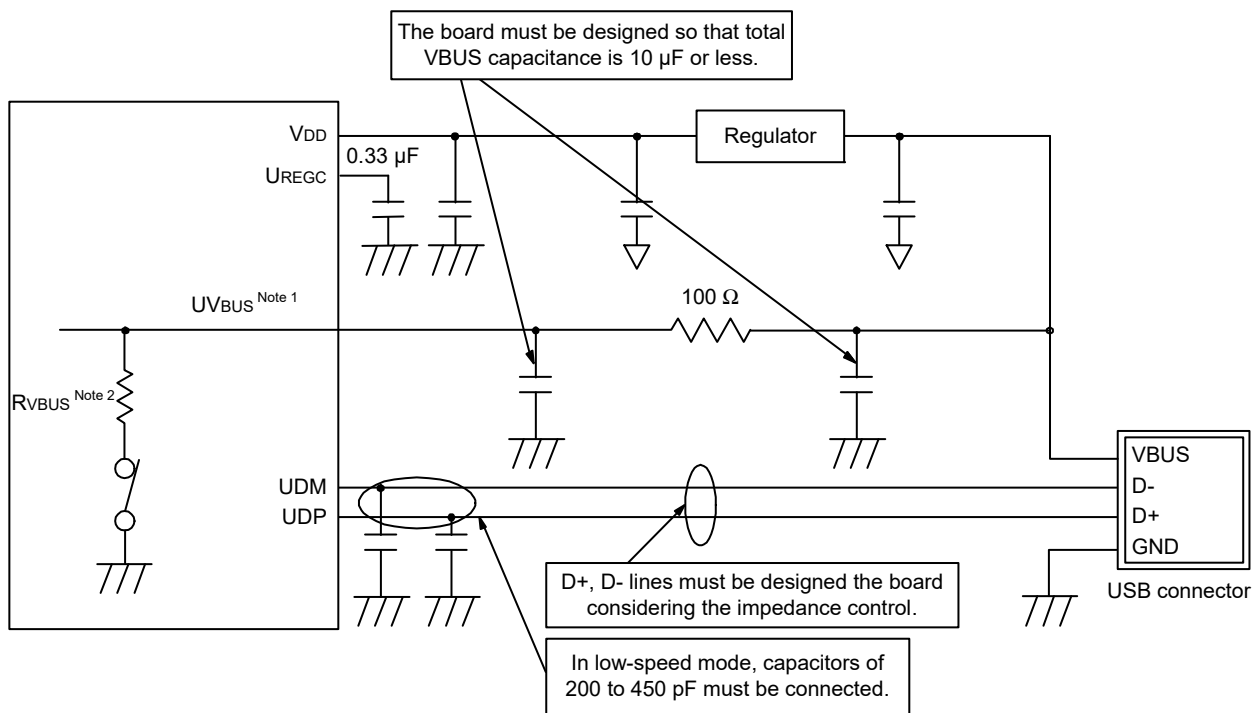 The board must be designed so that total
VBUS capacitance is 10 µF or less.
VDD
0.33 µF
Regulator
UREGC
UVBUS Note 1
100 Ω
RVBUS Note 2
VBUS
UDM
D-
UDP
D+
GND
D+, D- lines must be designed the board
considering the impedance control.
USB connector
In low-speed mode, capacitors of
200 to 450 pF must be connected.